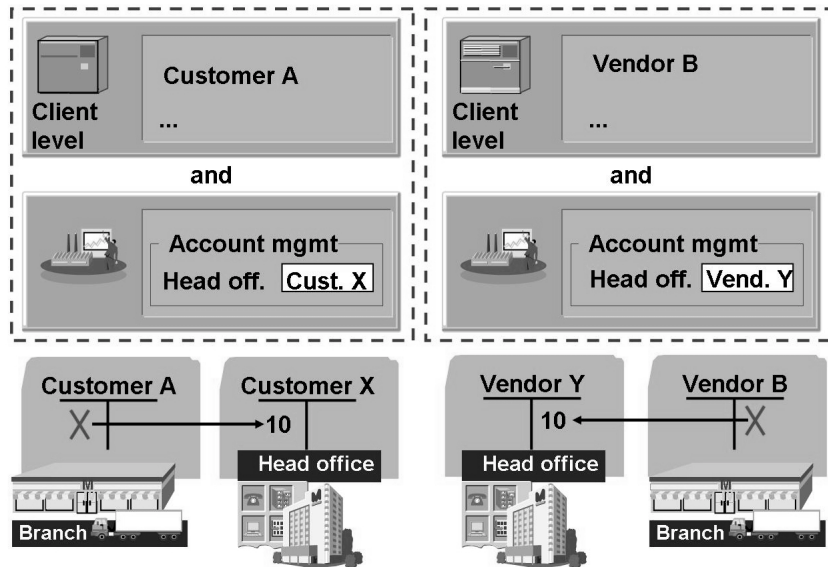 Customer A
Client
level
...
and
Account mgmt
Head off. Cust. X
Vendor B
Client
level
...
and
Account mgmt
Head off. Vend. Y
Customer A
X
Branch
Customer X
10
Head office
Vendor Y
10
Head office
Vendor B
X
Branch